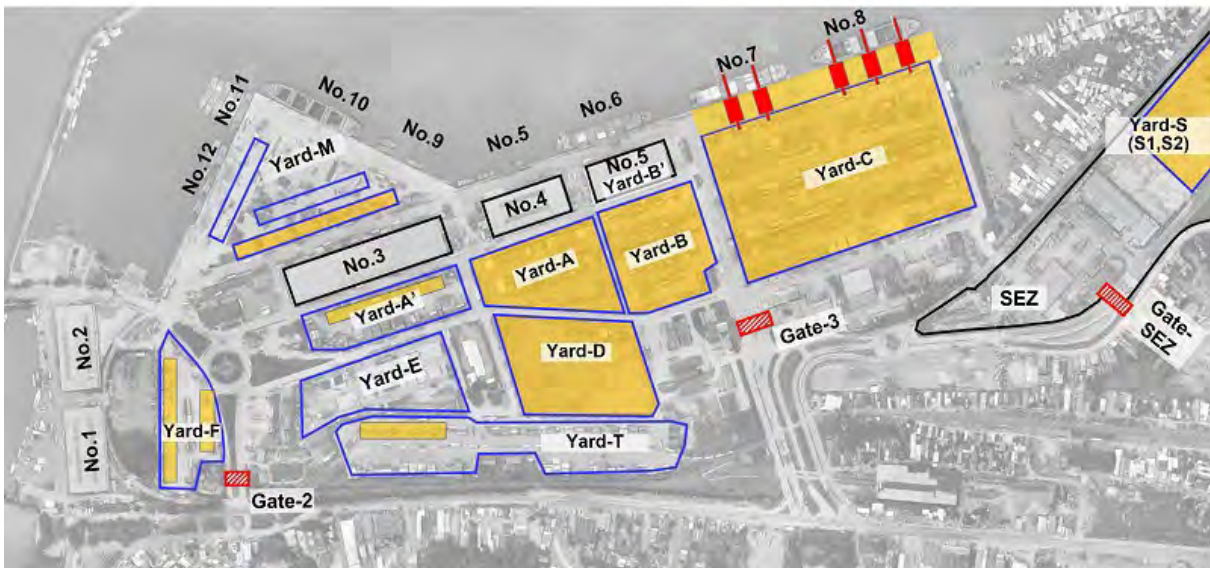 No.11
No.10
No.12
No.9
No.5
No.6
No.7
No.8
Yard-M
No.3
No.4
No.5
Yard-B'
Yard-C
Yard-S
(S1,S2)
Yard-A
Yard-B
Yard-A'
Yard-D
Yard-E
Yard-F
Yard-T
No.2
No.1
Gate-2
Gate-3
SEZ
Gate-
SEZ